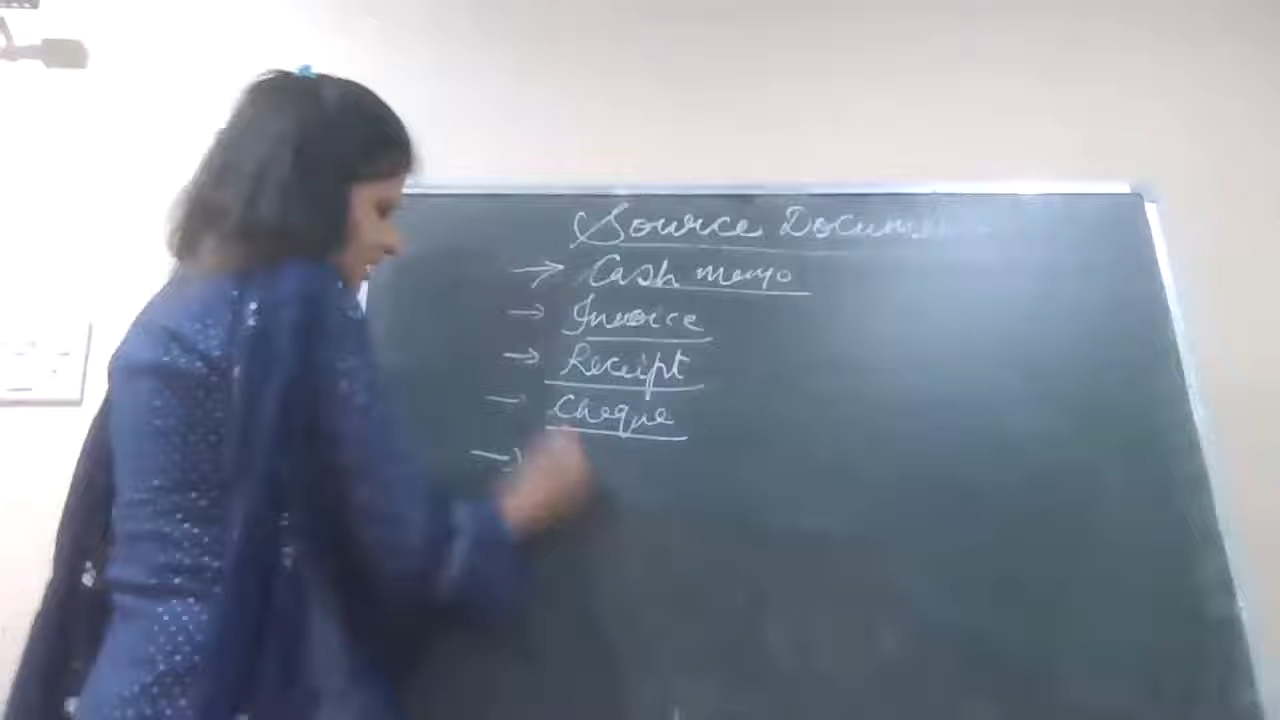 Source Docum
→ Cash memo
→ Invoice
→ Receipt
→ Cheque
→